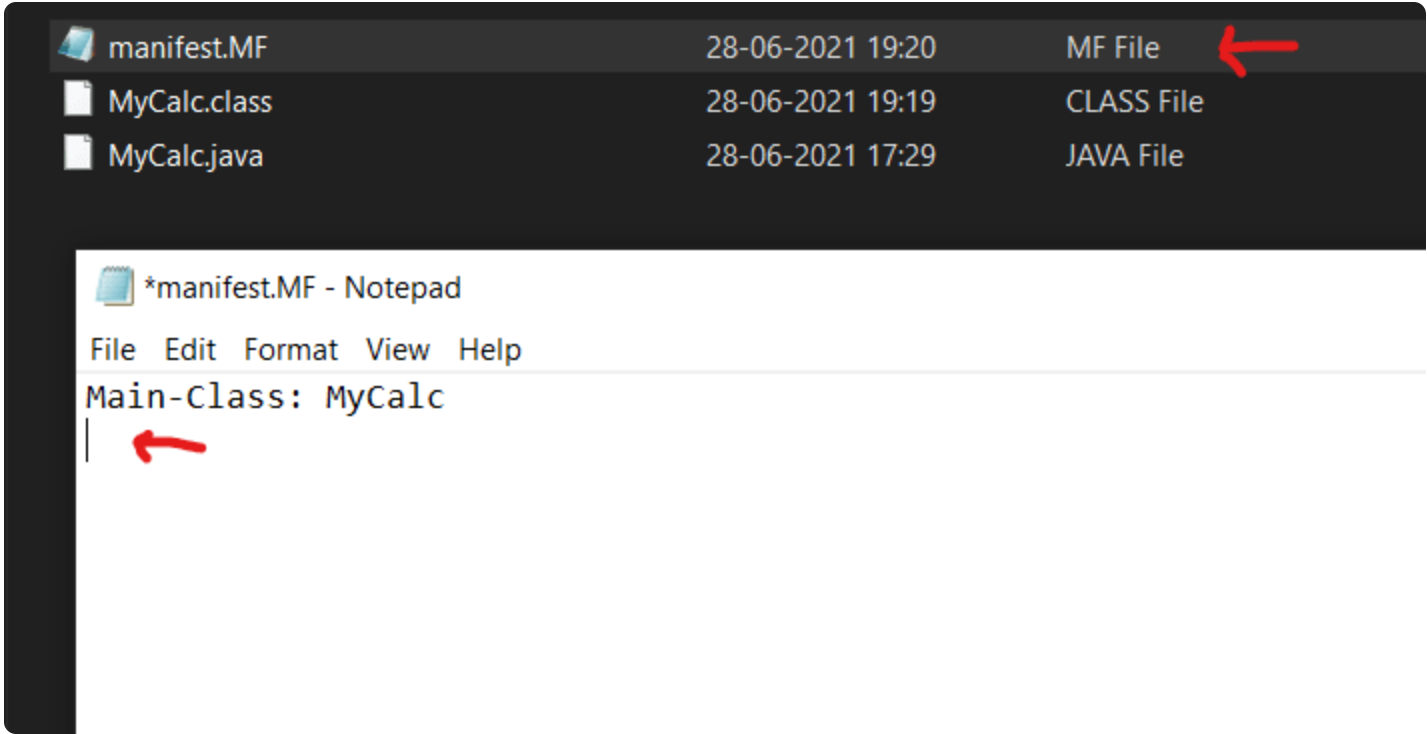 manifest.MF 28-06-2021 19:20 MF File
MyCalc.class 28-06-2021 19:19 CLASS File
MyCalc.java 28-06-2021 17:29 JAVA File
*manifest.MF - Notepad
File Edit Format View Help
Main-Class: MyCalc